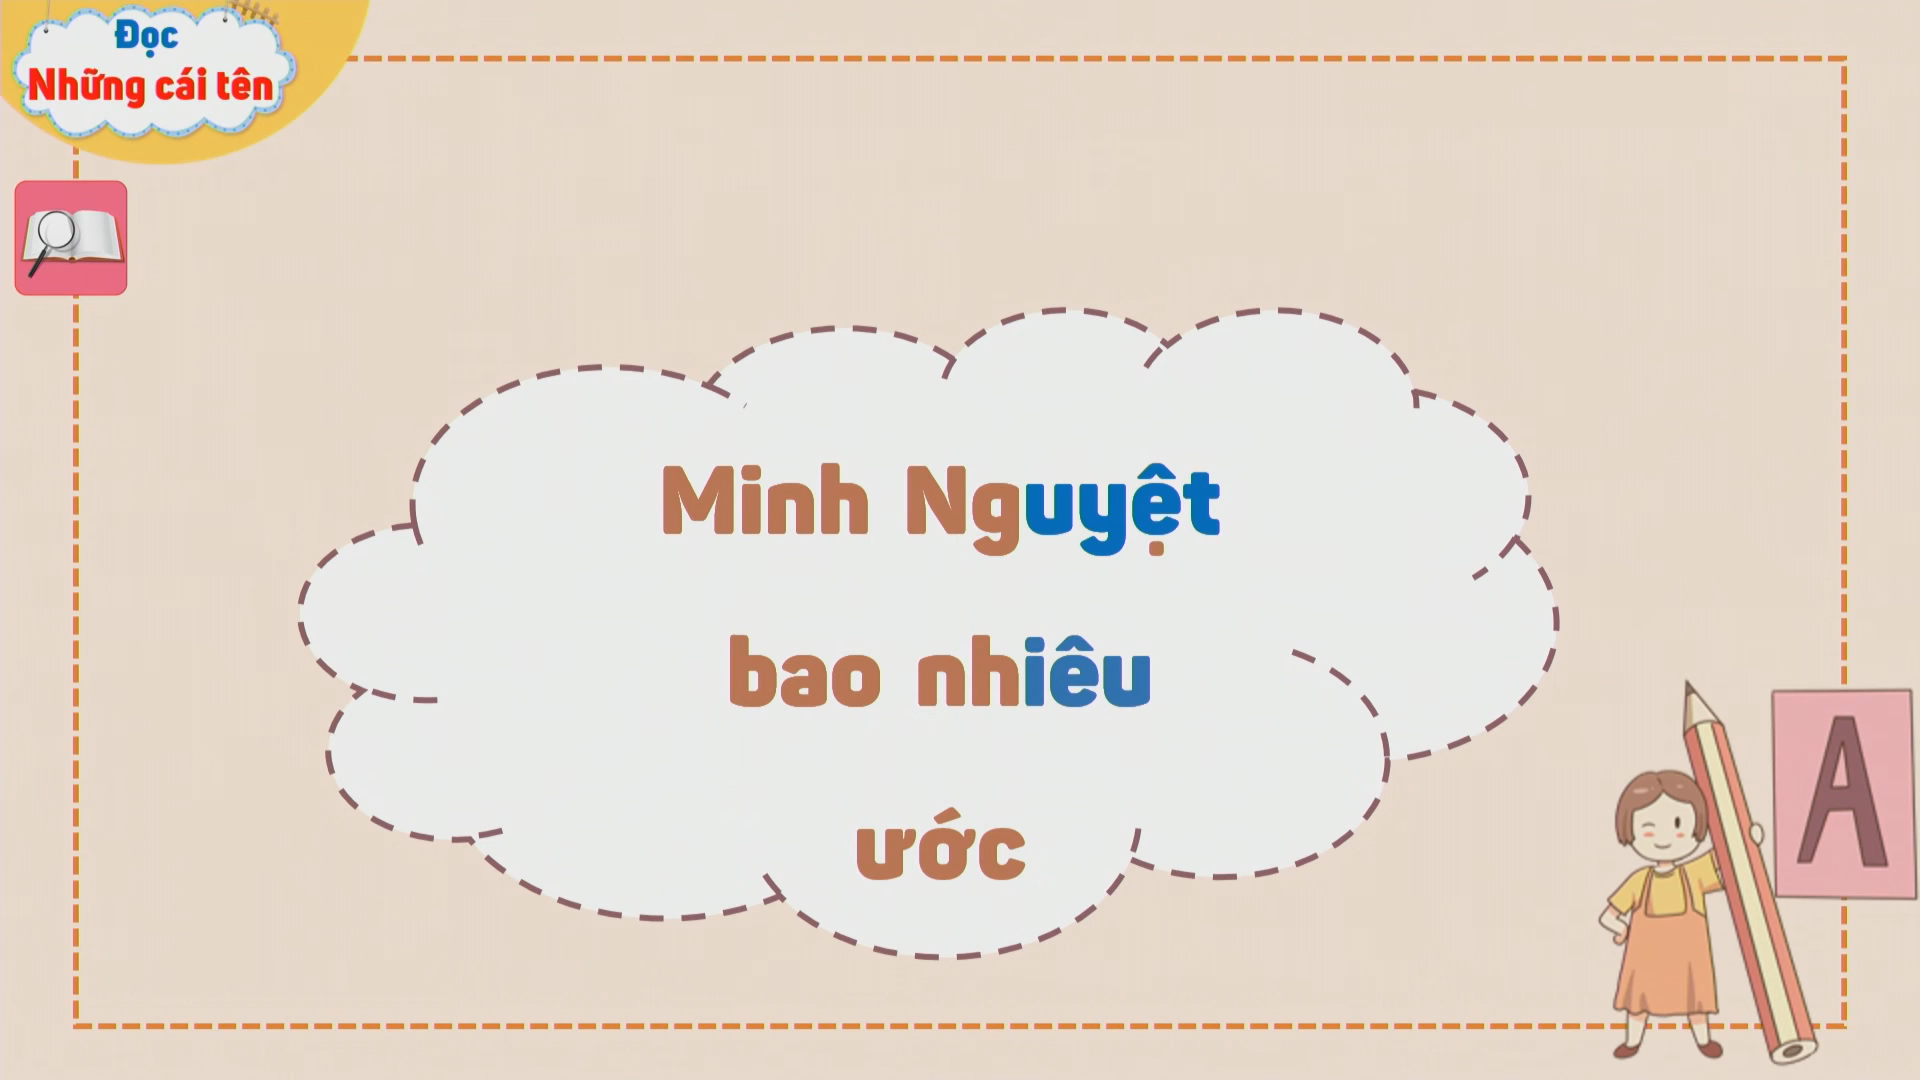 Đọc
Những cái tên
Minh Nguyệt
bao nhiêu
ước
A